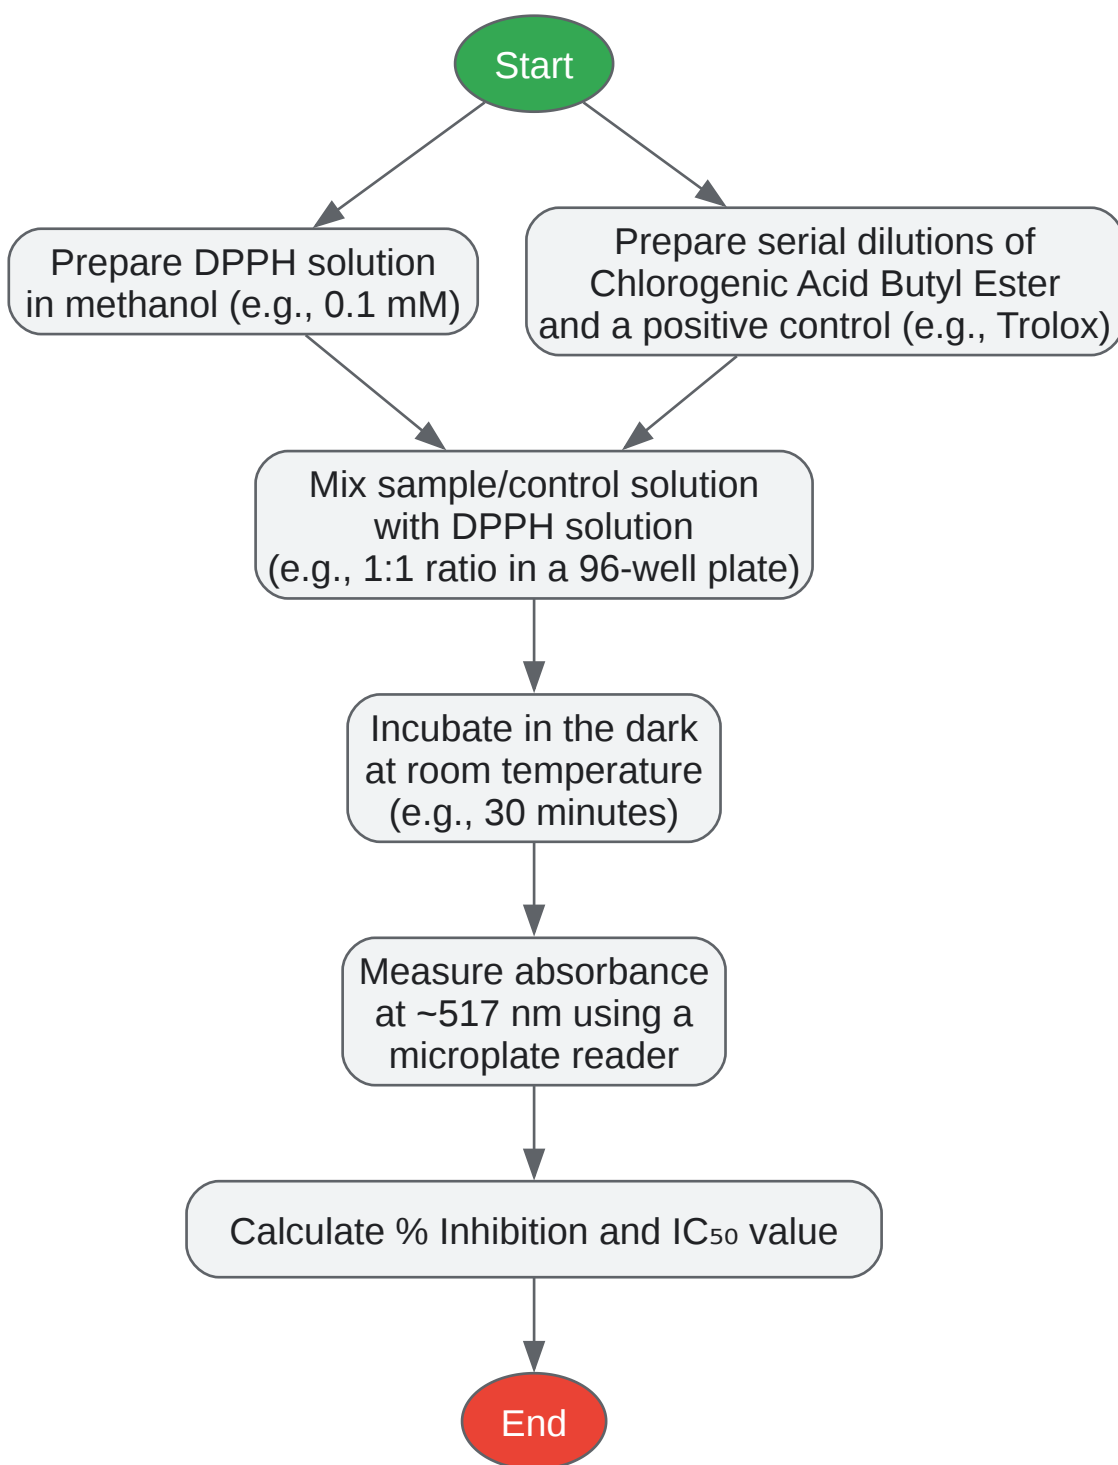 Start
Prepare DPPH solution
in methanol (e.g., 0.1 mM)
Prepare serial dilutions of
Chlorogenic Acid Butyl Ester
and a positive control (e.g., Trolox)
Mix sample/control solution
with DPPH solution
(e.g., 1:1 ratio in a 96-well plate)
Incubate in the dark
at room temperature
(e.g., 30 minutes)
Measure absorbance
at ~517 nm using a
microplate reader
Calculate % Inhibition and IC₅₀ value
End